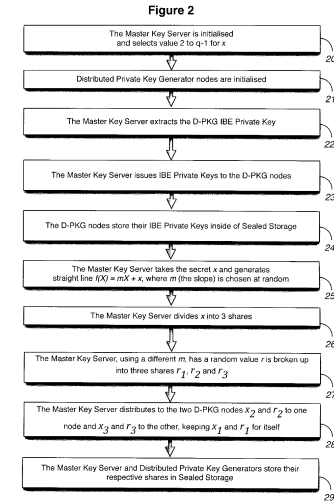 Figure 2
The Master Key Server is initialised
and selects value 2 to q-1 for x
20
Distributed Private Key Generator nodes are initialised
21
The Master Key Server extracts the D-PKG IBE Private Key
22
The Master Key Server issues IBE Private Keys to the D-PKG nodes
23
The D-PKG nodes store their IBE Private Keys inside of Sealed Storage
24
The Master Key Server takes the secret x and generates
straight line f(X) = mX + x, where m (the slope) is chosen at random
25
The Master Key Server divides x into 3 shares
26
The Master Key Server, using a different m, has a random value r is broken up
into three shares r1, r2 and r3
27
The Master Key Server distributes to the two D-PKG nodes x2 and r2 to one
node and x3 and r3 to the other, keeping x1 and r1 for itself
28
The Master Key Server and Distributed Private Key Generators store their
respective shares in Sealed Storage
29